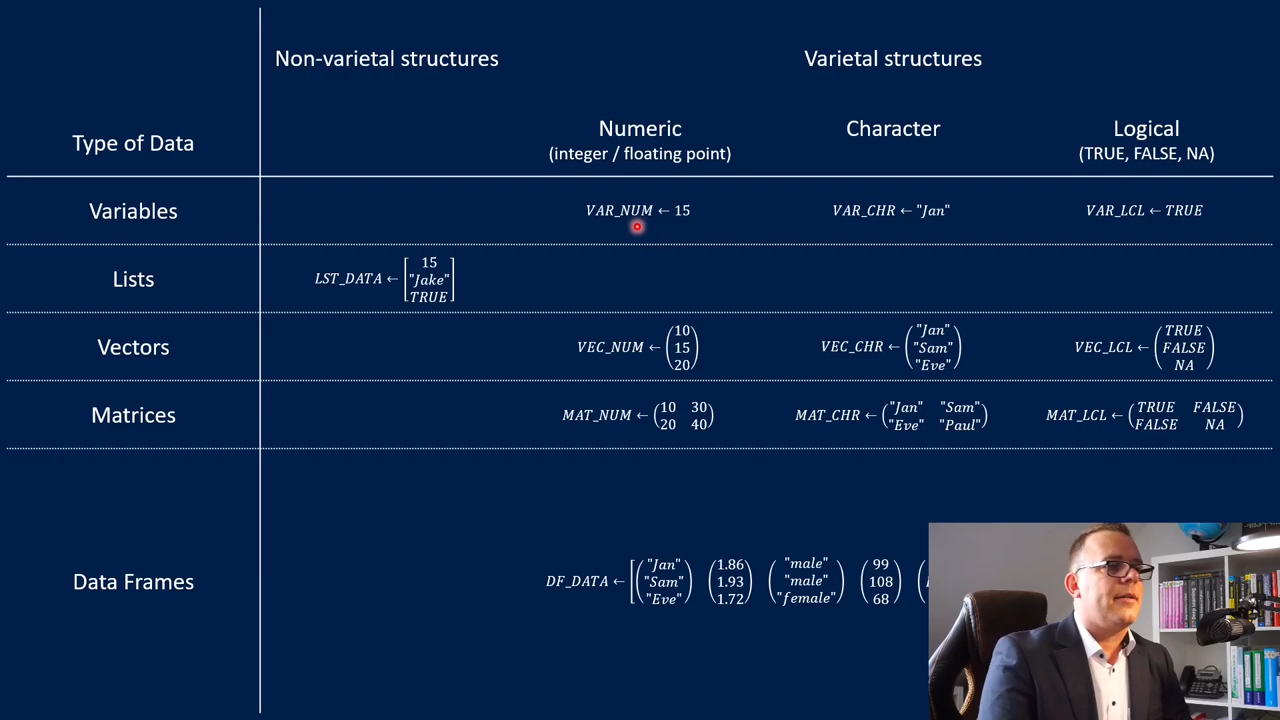 Non-varietal structures
Varietal structures
Type of Data
Numeric
(integer / floating point)
Character
Logical
(TRUE, FALSE, NA)
Variables
VAR_NUM ← 15
VAR_CHR ← "Jan"
VAR_LCL ← TRUE
Lists
LST_DATA ←
15
"Jake"
TRUE
Vectors
VEC_NUM ←
10
15
20
VEC_CHR ←
"Jan"
"Sam"
"Eve"
VEC_LCL ←
TRUE
FALSE
NA
Matrices
MAT_NUM ←
10 30
20 40
MAT_CHR ←
"Jan" "Sam"
"Eve" "Paul"
MAT_LCL ←
TRUE FALSE
FALSE NA
Data Frames
DF_DATA ←
"Jan" 1.86 "male" 99
"Sam" 1.93 "male" 108
"Eve" 1.72 "female" 68